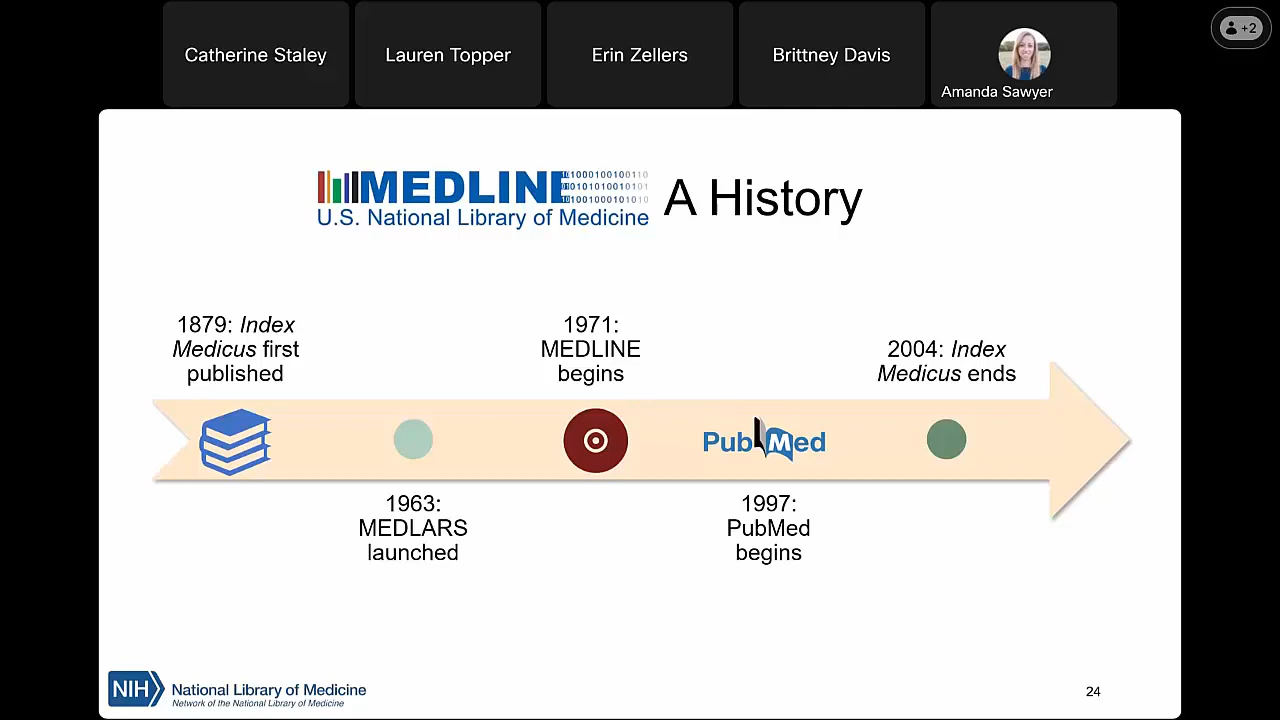 Catherine Staley
Lauren Topper
Erin Zellers
Brittney Davis
Amanda Sawyer
+2
MEDLINE
U.S. National Library of Medicine
A History
1879: Index
Medicus first
published
1963:
MEDLARS
launched
1971:
MEDLINE
begins
PubMed
1997:
PubMed
begins
2004: Index
Medicus ends
NIH
National Library of Medicine
Network of the National Library of Medicine
24